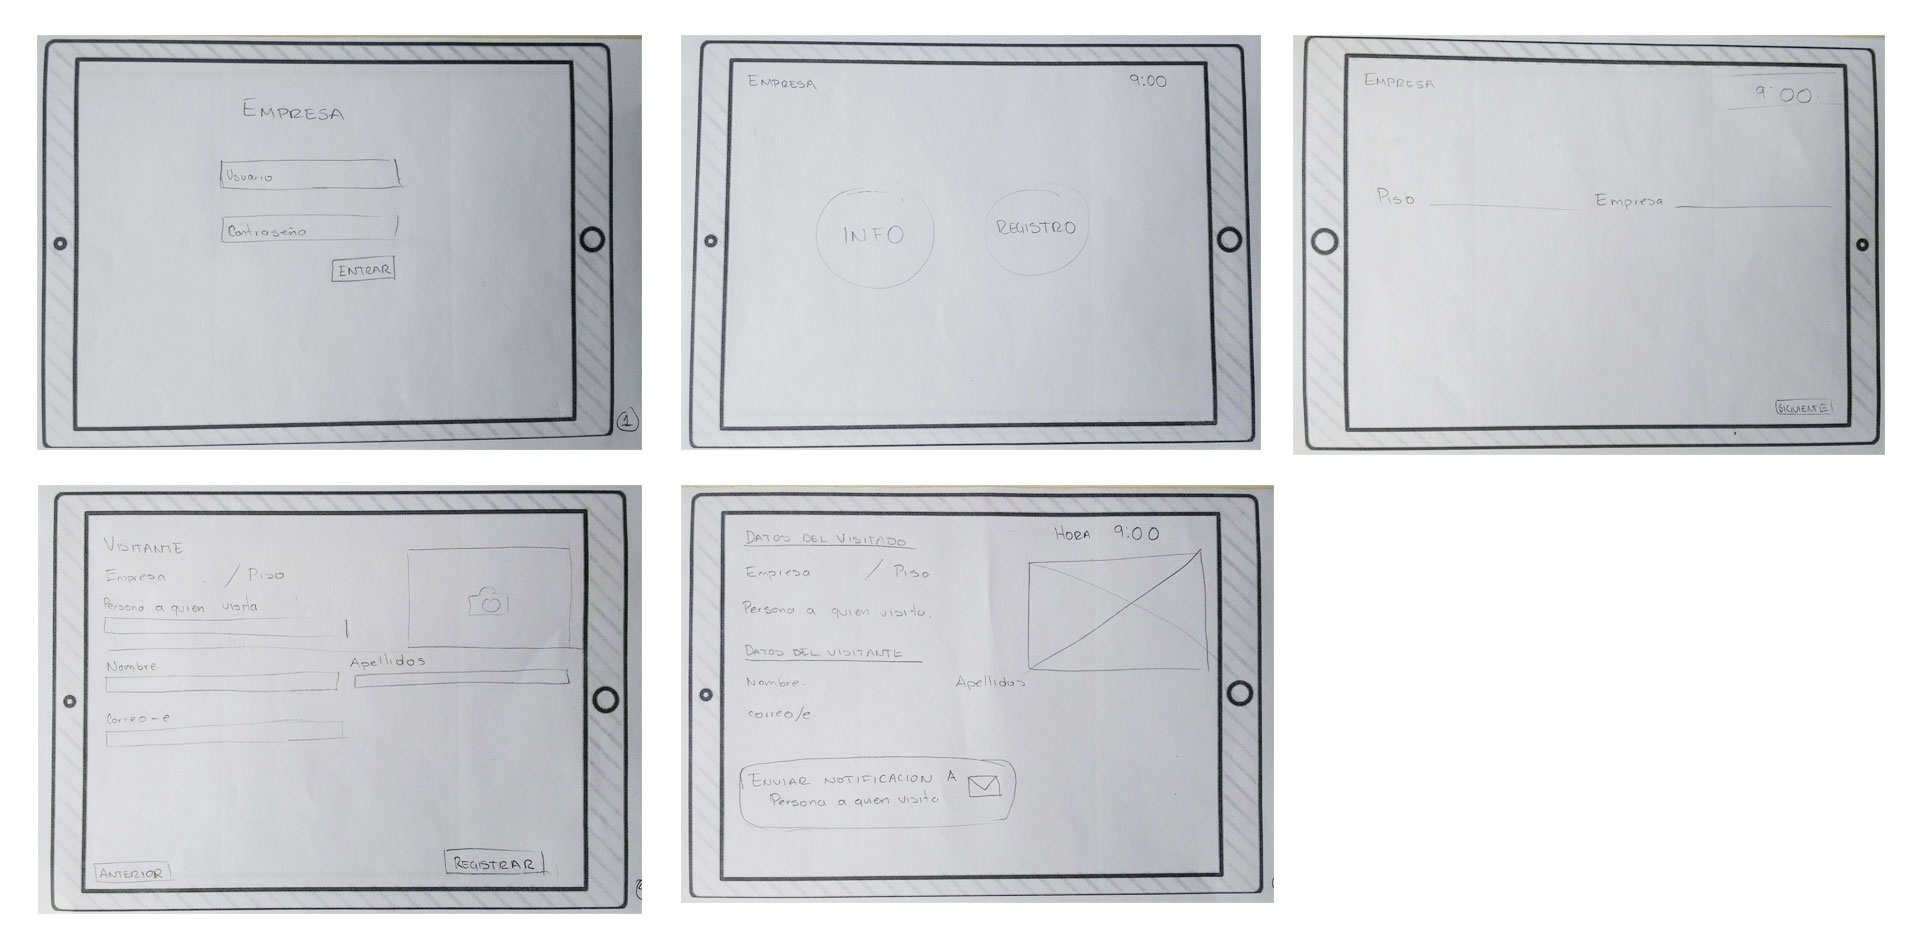 EMPRESA
Usuario
Contraseña
ENTRAR
1
EMPRESA 9:00
INFO REGISTRO
EMPRESA 9:00
Piso Empresa
SIGUIENTE
VISITANTE
Empresa / Piso
Persona a quien visita
Nombre Apellidos
Correo-e
ANTERIOR REGISTRAR
DATOS DEL VISITADO HORA 9:00
Empresa / Piso
Persona a quien visita.
DATOS DEL VISITANTE
Nombre. Apellidos
correo/e
ENVIAR NOTIFICACION A
Persona a quien visita